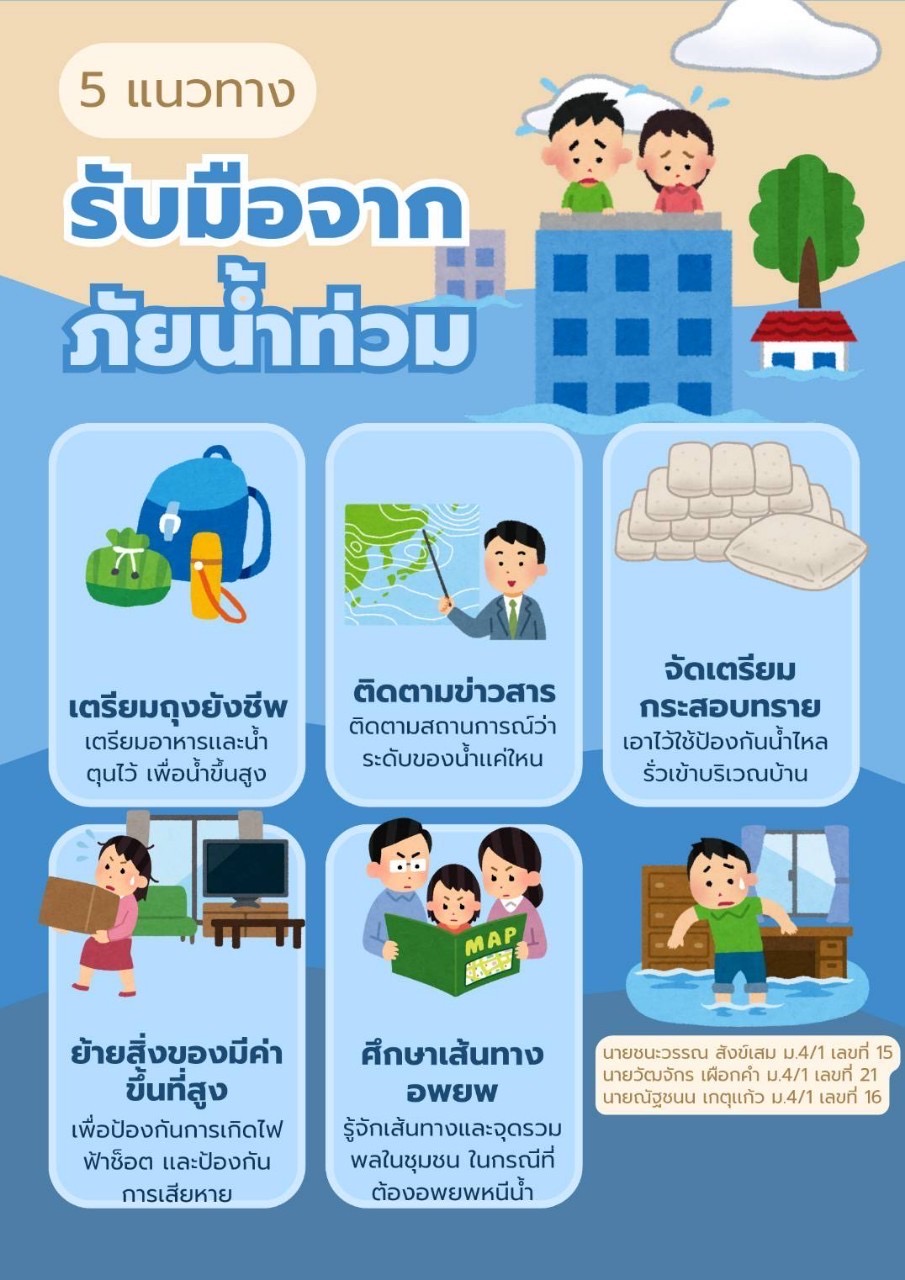 5 แนวทาง
รับมือจาก
ภัยน้ำท่วม
เตรียมถุงยังชีพ
เตรียมอาหารและน้ำ
ตุนไว้ เพื่อน้ำขึ้นสูง
ติดตามข่าวสาร
ติดตามสถานการณ์ว่า
ระดับของน้ำแค่ใหน
จัดเตรียม
กระสอบทราย
เอาไว้ใช้ป้องกันน้ำไหล
รั่วเข้าบริเวณบ้าน
ย้ายสิ่งของมีค่า
ขึ้นที่สูง
เพื่อป้องกันการเกิดไฟ
ฟ้าช็อต และป้องกัน
การเสียหาย
MAP
ศึกษาเส้นทาง
อพยพ
รู้จักเส้นทางและจุดรวม
พลในชุมชน ในกรณีที่
ต้องอพยพหนีน้ำ
นายชนะวรรณ สังข์เสม ม.4/1 เลขที่ 15
นายวัฒจักร เผือกคำ ม.4/1 เลขที่ 21
นายณัฐชนน เกตุแก้ว ม.4/1 เลขที่ 16